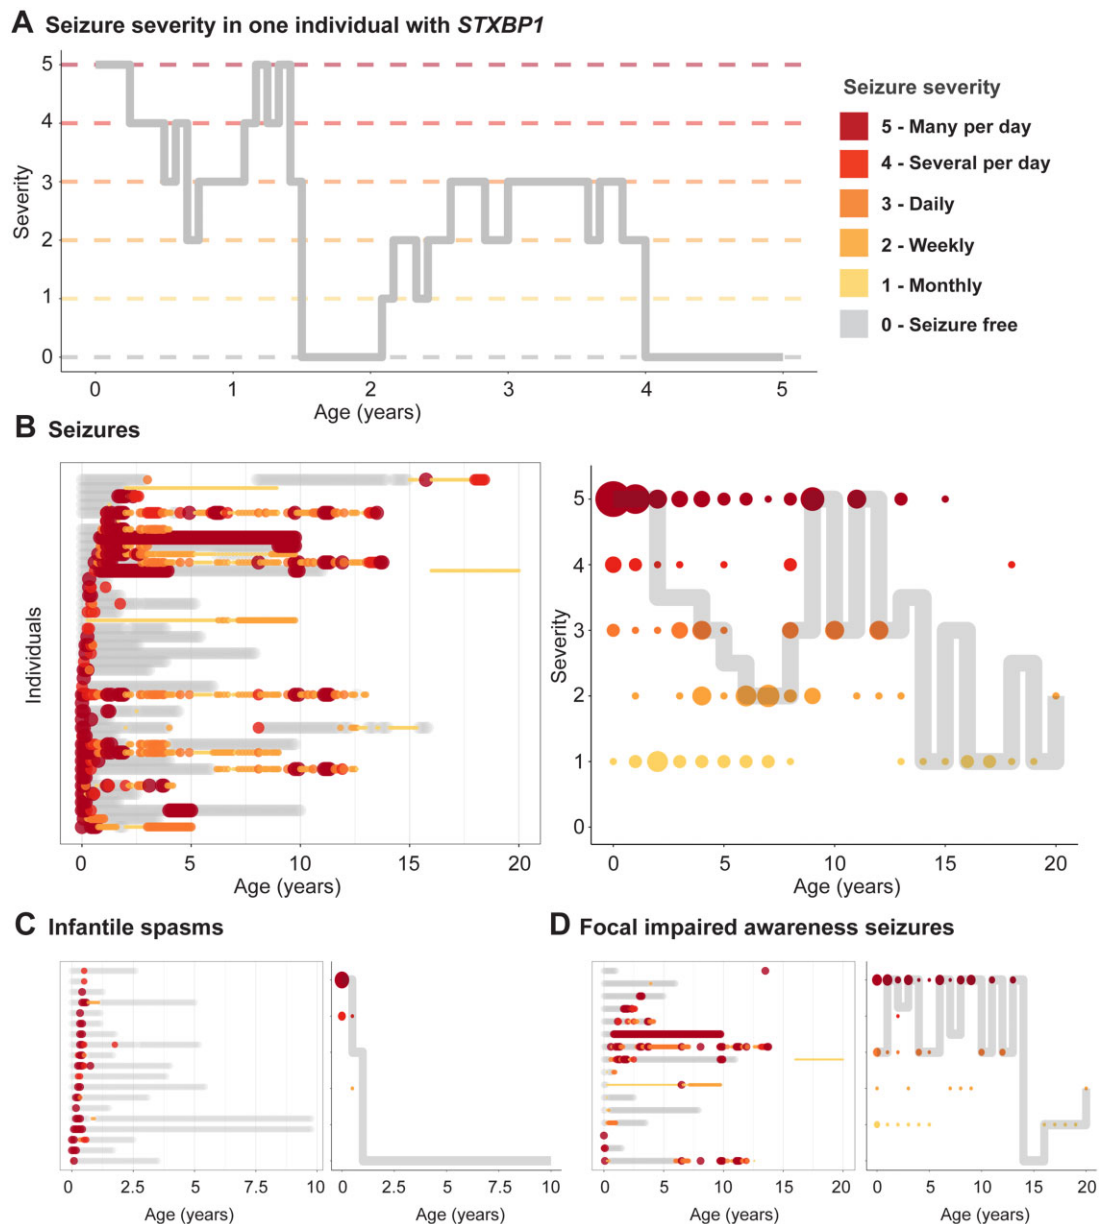 A Seizure severity in one individual with STXBP1
5
4
3
2
1
0
Severity
0 1 2 3 4 5
Age (years)
Seizure severity
5 - Many per day
4 - Several per day
3 - Daily
2 - Weekly
1 - Monthly
0 - Seizure free
B Seizures
Individuals
0 5 10 15 20
Age (years)
5
4
3
2
1
0
Severity
0 5 10 15 20
Age (years)
C Infantile spasms
0 2.5 5 7.5 10
Age (years)
0 5 10
Age (years)
D Focal impaired awareness seizures
0 5 10 15 20
Age (years)
0 5 10 15 20
Age (years)